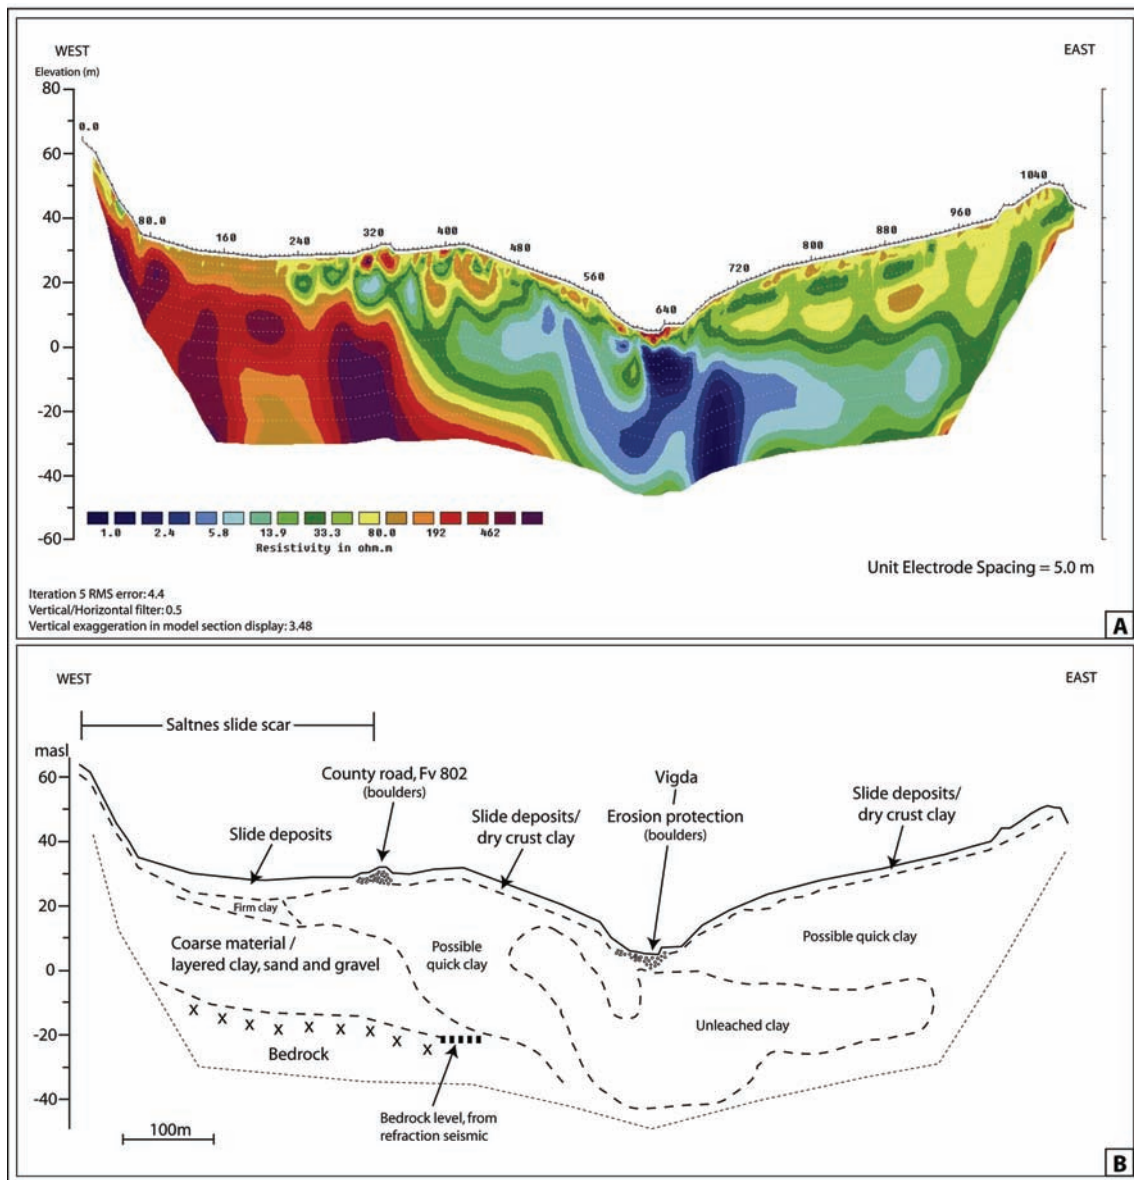 WEST
EAST
Elevation (m)
80
60
40
20
0
-20
-40
-60
0.0
80.0
160
240
320
400
480
560
640
720
800
880
960
1040
1.0 2.4 5.8 13.9 33.3 80.0 192 462
Resistivity in ohm.m
Unit Electrode Spacing = 5.0 m
Iteration 5 RMS error: 4.4
Vertical/Horizontal filter: 0.5
Vertical exaggeration in model section display: 3.48
A
WEST
EAST
Saltnes slide scar
masl
60
40
20
0
-20
-40
County road, Fv 802
(boulders)
Vigda
Erosion protection
(boulders)
Slide deposits/
dry crust clay
Slide deposits
Slide deposits/
dry crust clay
Firm clay
Coarse material /
layered clay, sand and gravel
Possible
quick clay
Possible quick clay
Unleached clay
X X X X X X X X X
Bedrock
Bedrock level, from
refraction seismic
100m
B